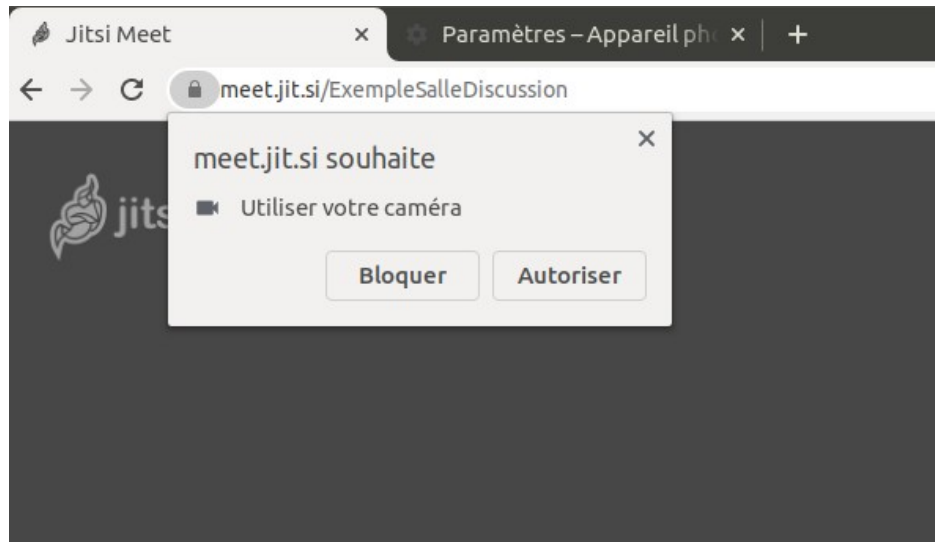 Jitsi Meet
Paramètres – Appareil ph
meet.jit.si/ExempleSalleDiscussion
meet.jit.si souhaite
jits
Utiliser votre caméra
Bloquer
Autoriser